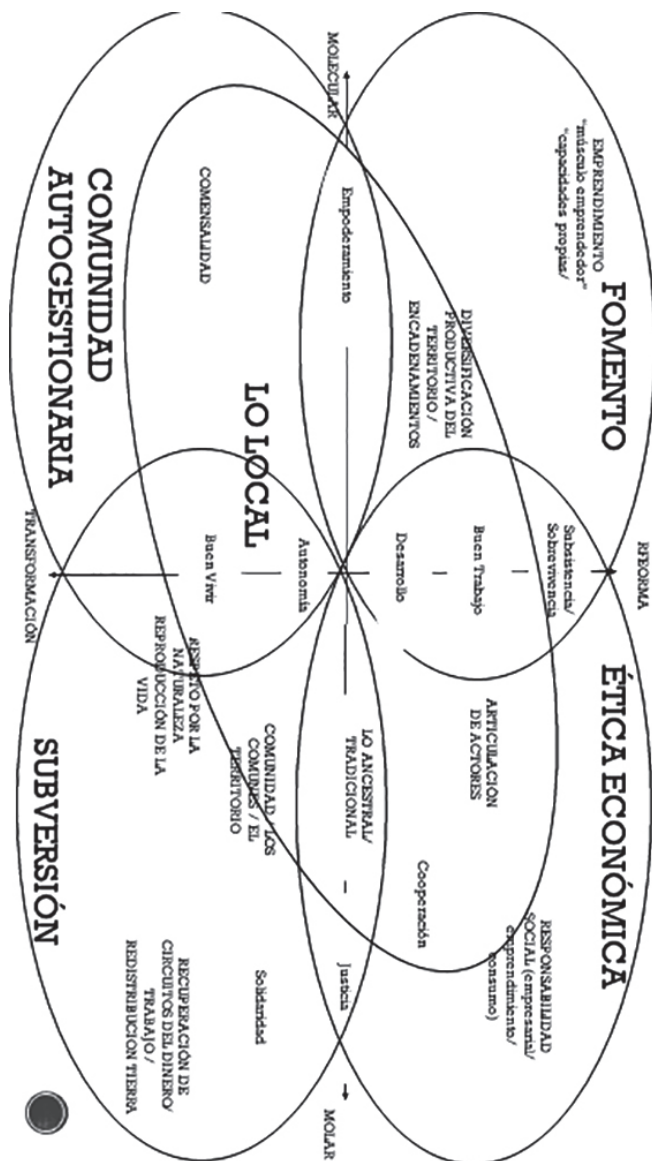 REFORMA
FOMENTO
ÉTICA ECONÓMICA
EMPRENDIMIENTO
"músculo emprendedor"
"capacidades propias/
Subsistencia/
Sobrevivencia
RESPONSABILIDAD
SOCIAL (empresarial/
emprendimiento/
consumo)
DIVERSIFICACIÓN
PRODUCTIVA DEL
TERRITORIO /
ENCADENAMIENTOS
Buen Trabajo
ARTICULACIÓN
DE ACTORES
Desarrollo
Cooperación
MOLECULAR
Empoderamiento
LO ANCESTRAL/
TRADICIONAL
Justicia
MOLAR
Autonomía
LO LOCAL
COMUNIDAD / LOS
COMUNES / EL
TERRITORIO
Solidaridad
COMENSALIDAD
Buen Vivir
RESPETO POR LA
NATURALEZA
REPRODUCCIÓN DE LA
VIDA
RECUPERACIÓN DE
CIRCUITOS DEL DINERO/
TRABAJO /
REDISTRIBUCION TIERRA
COMUNIDAD
AUTOGESTIONARIA
SUBVERSIÓN
TRANSFORMACIÓN